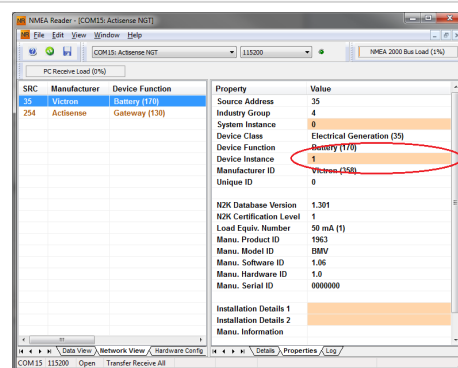 NMEA Reader - [COM15: Actisense NGT]
File Edit View Window Help
COM15: Actisense NGT 115200 NMEA 2000 Bus Load (1%)
PC Receive Load (0%)
SRC Manufacturer Device Function
35 Victron Battery (170)
254 Actisense Gateway (130)
Property Value
Source Address 35
Industry Group 4
System Instance 0
Device Class Electrical Generation (35)
Device Function Battery (170)
Device Instance 1
Manufacturer ID Victron (358)
Unique ID 0
N2K Database Version 1.301
N2K Certification Level 1
Load Equiv. Number 50 mA (1)
Manu. Product ID 1963
Manu. Model ID BMV
Manu. Software ID 1.06
Manu. Hardware ID 1.0
Manu. Serial ID 0000000
Installation Details 1
Installation Details 2
Manu. Information
Data View Network View Hardware Config
Details Properties Log
COM 15 115200 Open Transfer Receive All